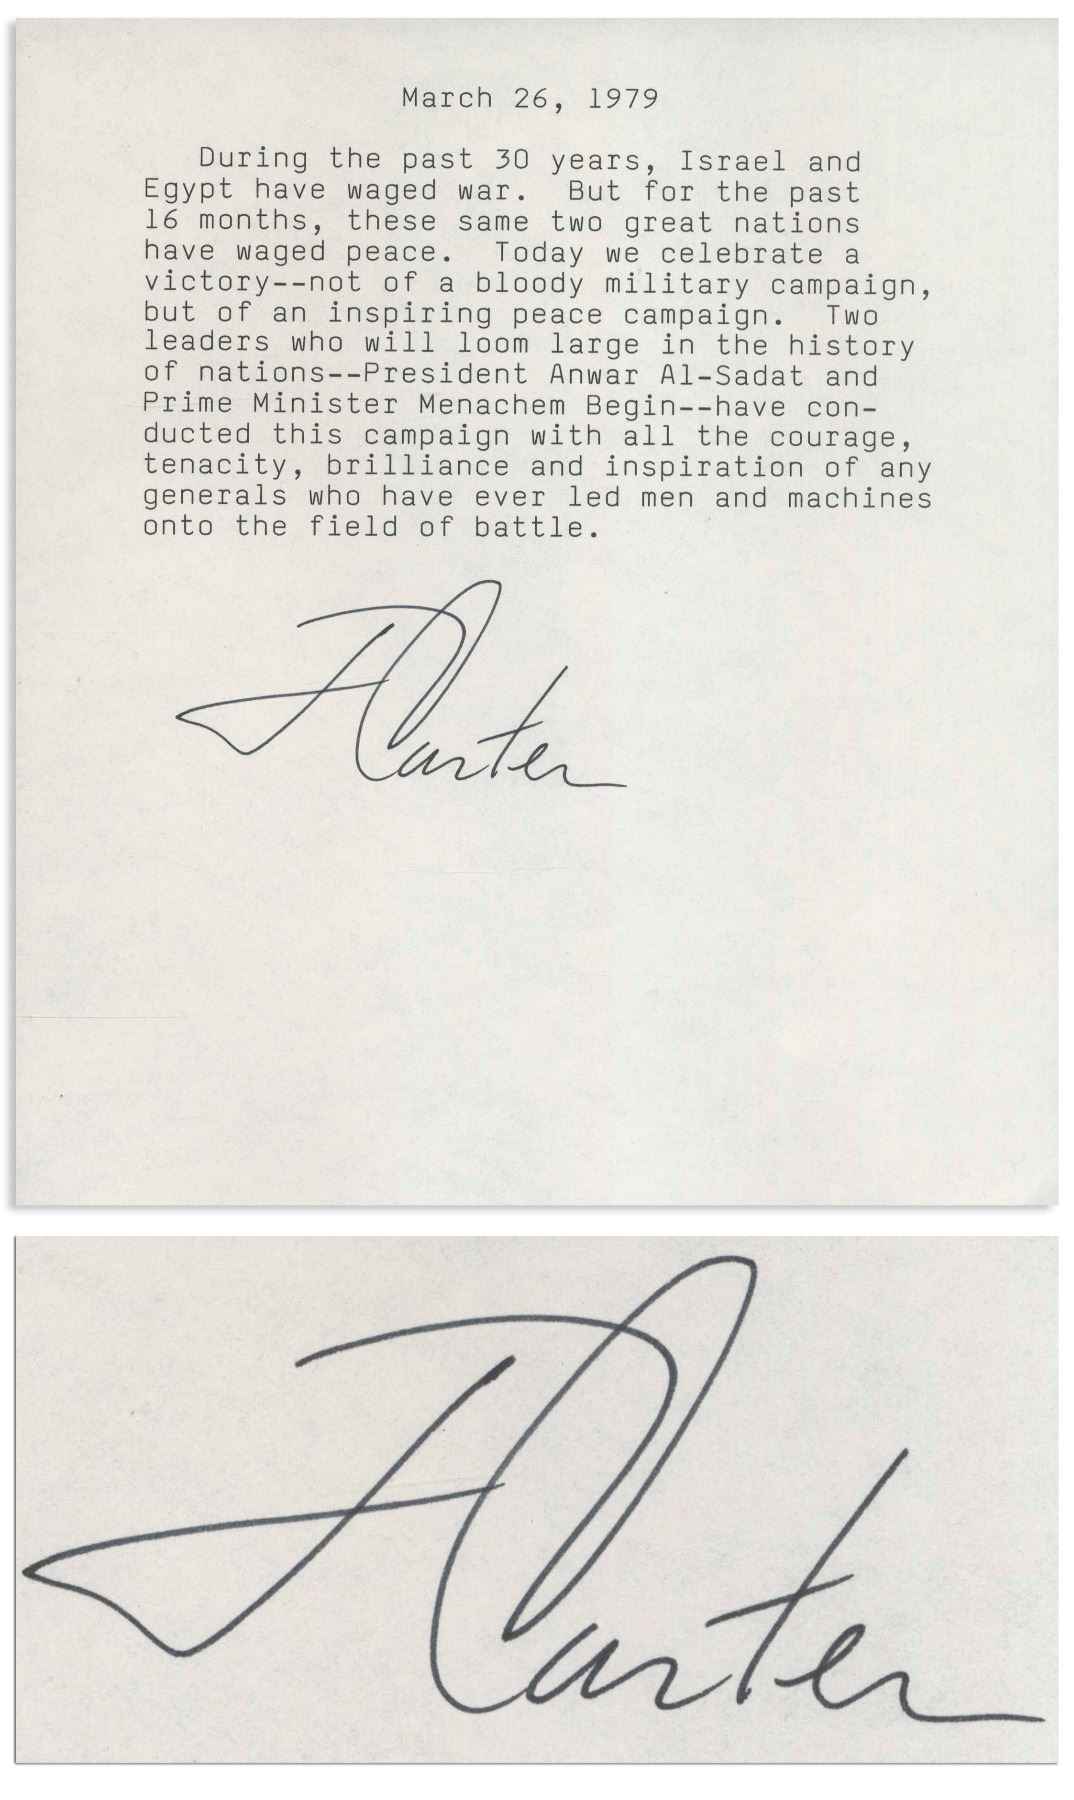 March 26, 1979
During the past 30 years, Israel and
Egypt have waged war. But for the past
16 months, these same two great nations
have waged peace. Today we celebrate a
victory--not of a bloody military campaign,
but of an inspiring peace campaign. Two
leaders who will loom large in the history
of nations--President Anwar Al-Sadat and
Prime Minister Menachem Begin--have con-
ducted this campaign with all the courage,
tenacity, brilliance and inspiration of any
generals who have ever led men and machines
onto the field of battle.
J Carter
J Carter